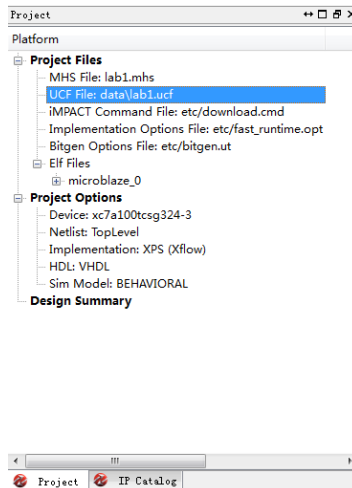 Project
Platform
Project Files
MHS File: lab1.mhs
UCF File: data\lab1.ucf
iMPACT Command File: etc/download.cmd
Implementation Options File: etc/fast_runtime.opt
Bitgen Options File: etc/bitgen.ut
Elf Files
microblaze_0
Project Options
Device: xc7a100tcsg324-3
Netlist: TopLevel
Implementation: XPS (Xflow)
HDL: VHDL
Sim Model: BEHAVIORAL
Design Summary
Project IP Catalog